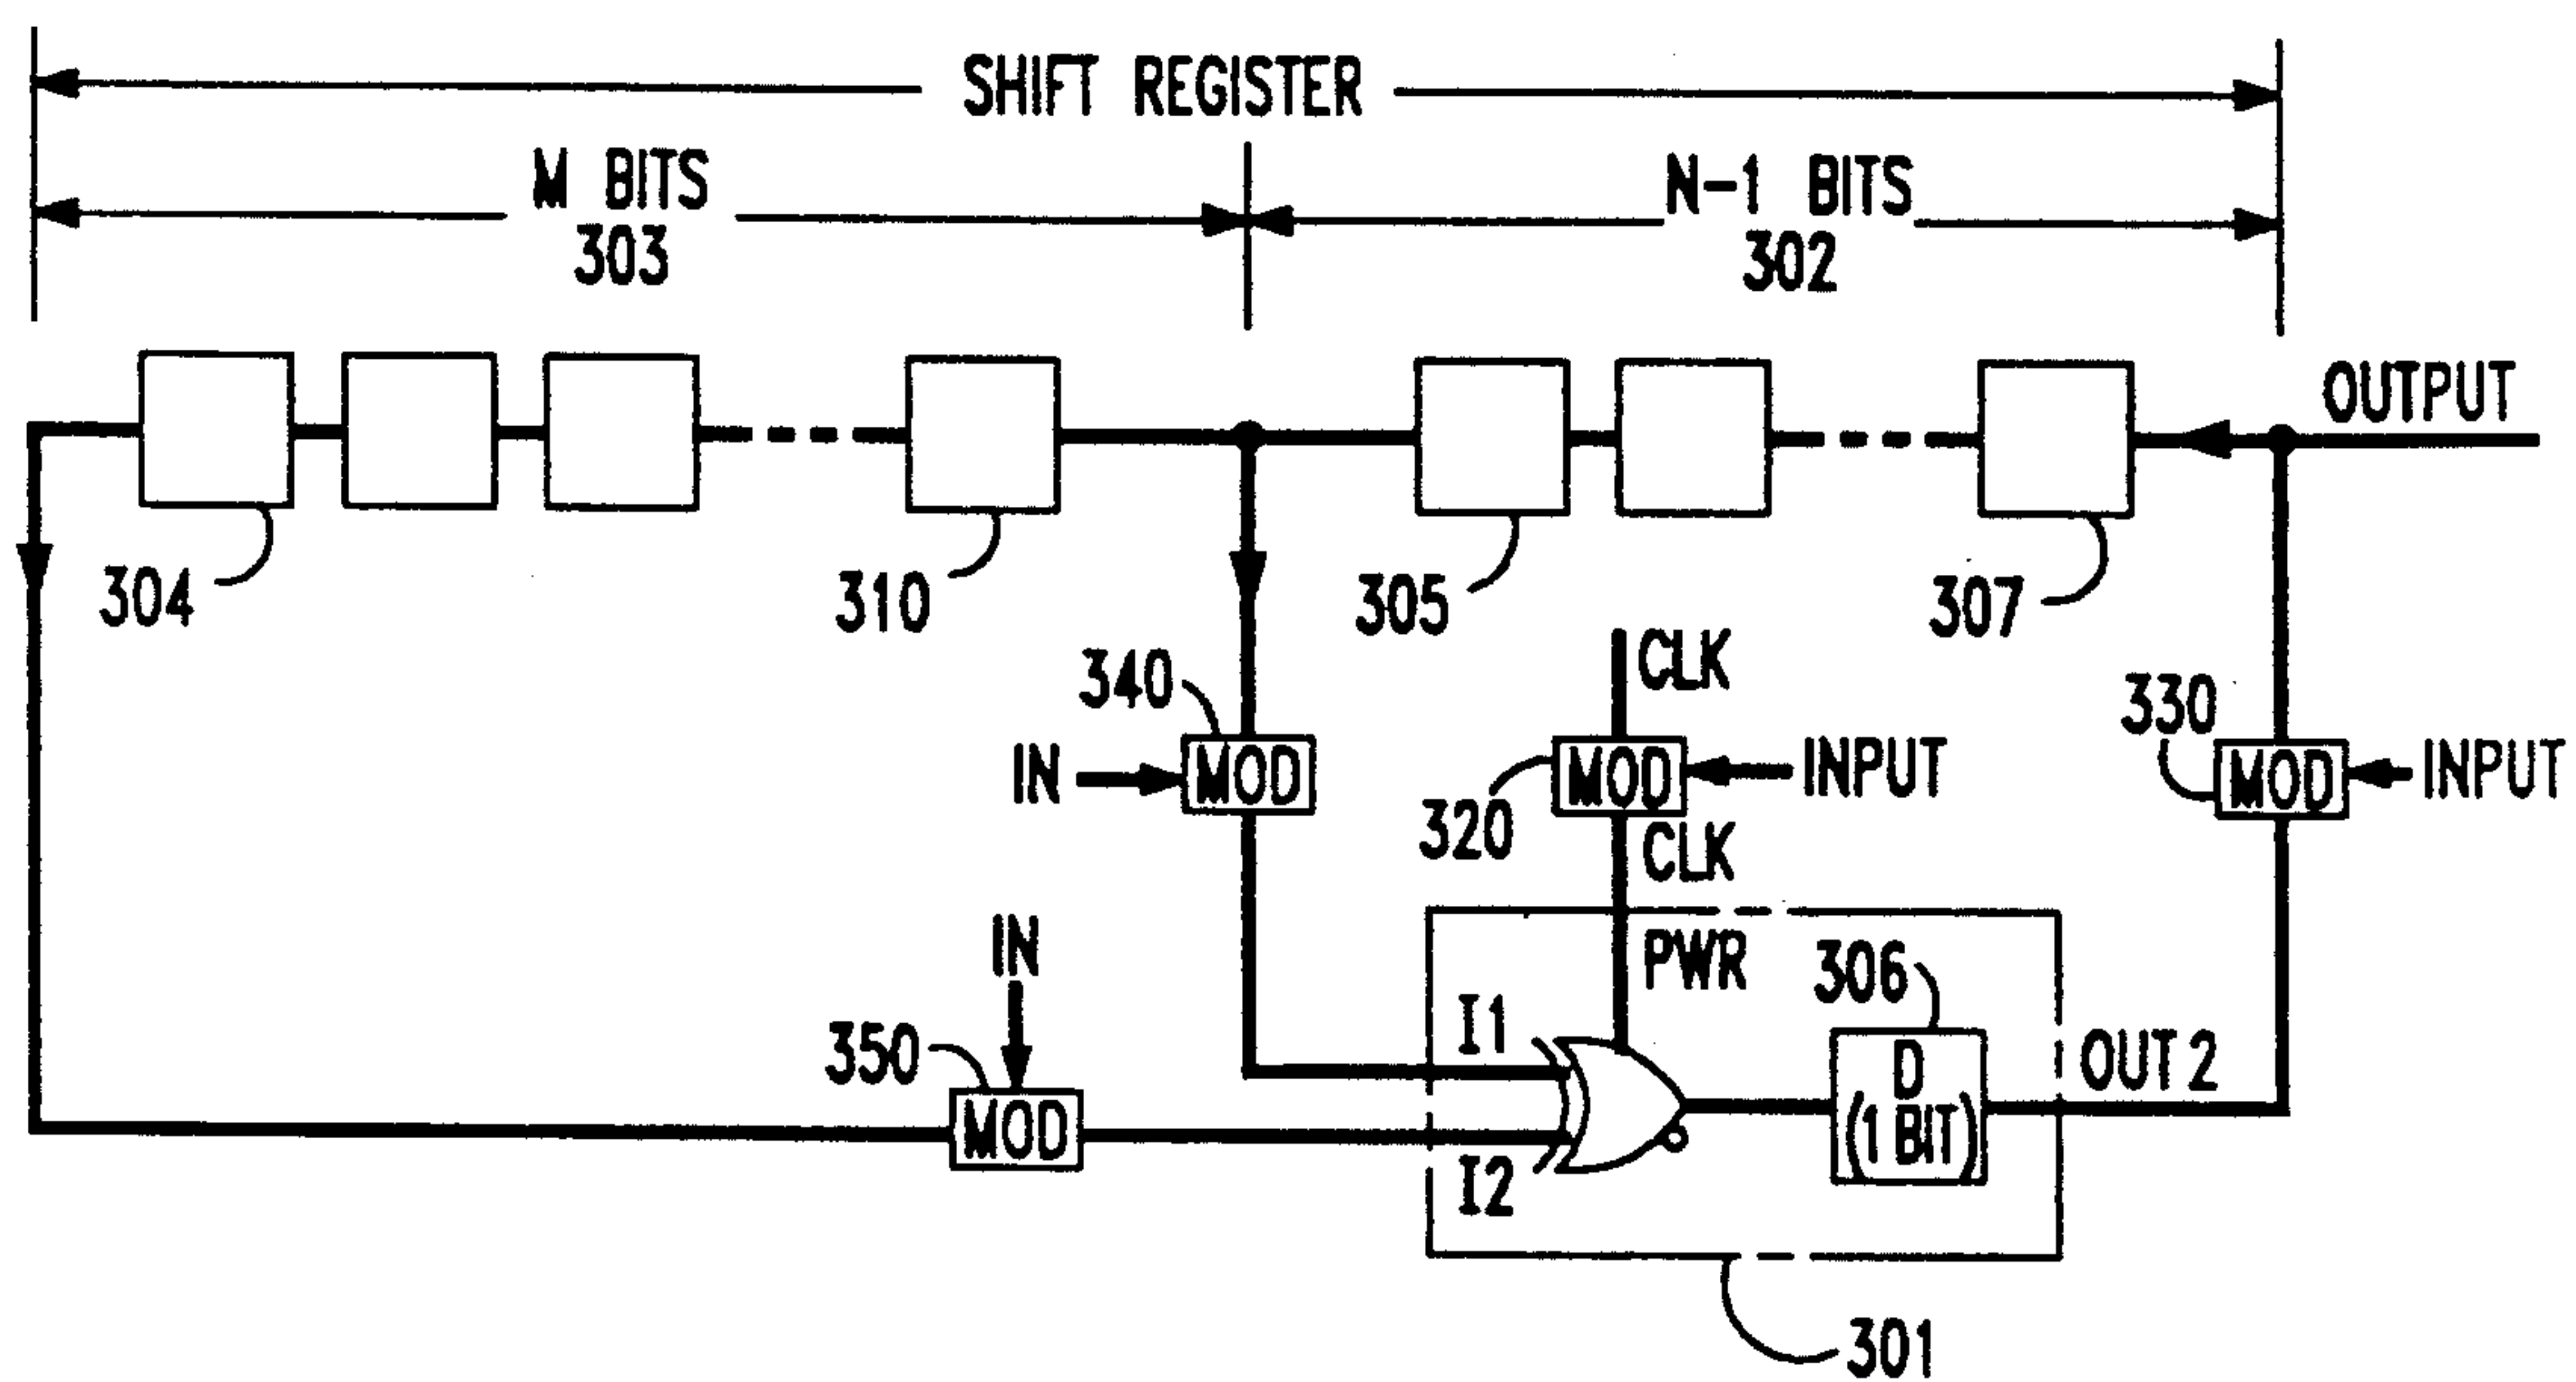 SHIFT REGISTER
M BITS
303
N-1 BITS
302
OUTPUT
304
310
305
307
340
CLK
330
IN
MOD
320
MOD
INPUT
MOD
INPUT
CLK
IN
PWR
306
350
I1
D
(1 BIT)
OUT 2
MOD
I2
301